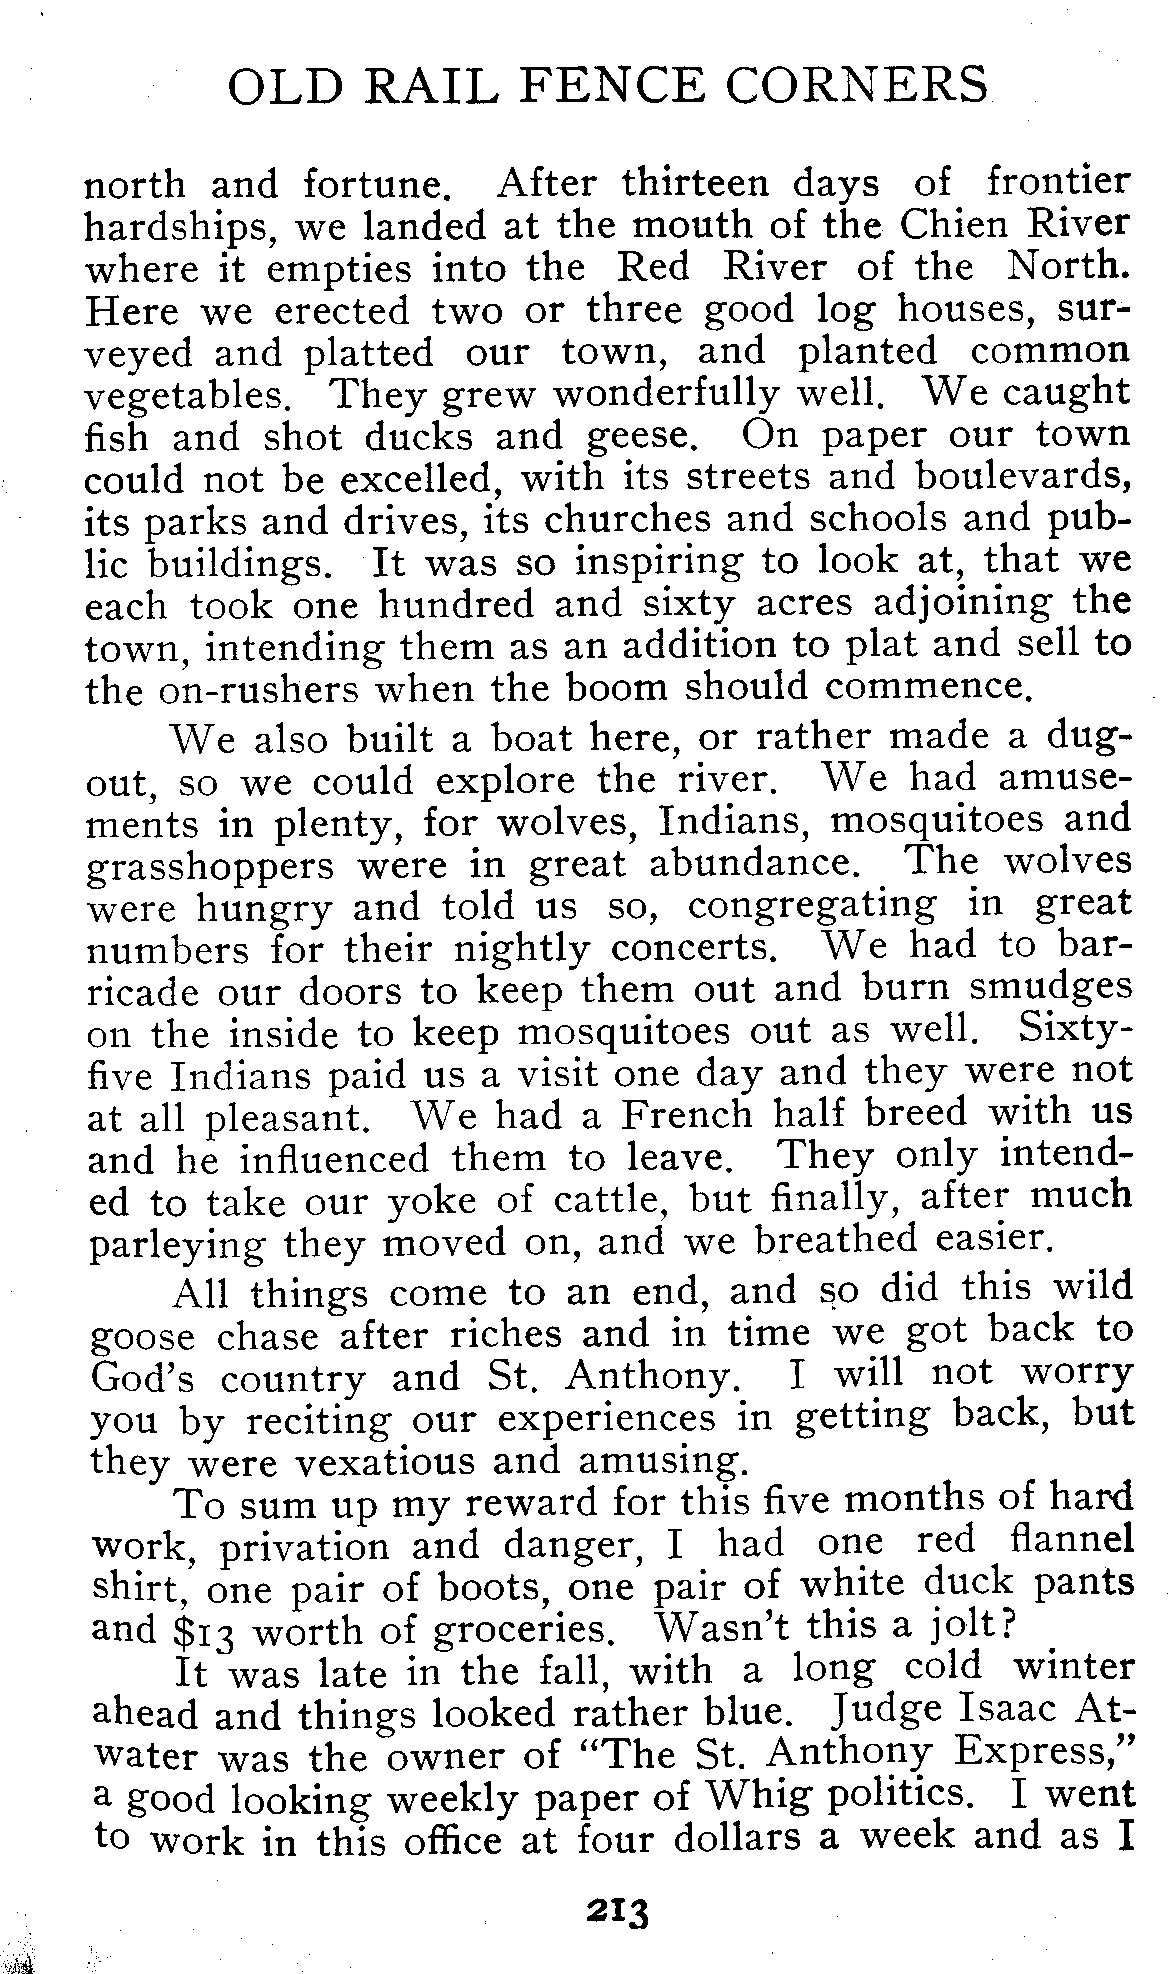 OLD RAIL FENCE CORNERS
north and fortune. After thirteen days of frontier
hardships, we landed at the mouth of the Chien River
where it empties into the Red River of the North.
Here we erected two or three good log houses, sur-
veyed and platted our town, and planted common
vegetables. They grew wonderfully well. We caught
fish and shot ducks and geese. On paper our town
could not be excelled, with its streets and boulevards,
its parks and drives, its churches and schools and pub-
lic buildings. It was so inspiring to look at, that we
each took one hundred and sixty acres adjoining the
town, intending them as an addition to plat and sell to
the on-rushers when the boom should commence.
We also built a boat here, or rather made a dug-
out, so we could explore the river. We had amuse-
ments in plenty, for wolves, Indians, mosquitoes and
grasshoppers were in great abundance. The wolves
were hungry and told us so, congregating in great
numbers for their nightly concerts. We had to bar-
ricade our doors to keep them out and burn smudges
on the inside to keep mosquitoes out as well. Sixty-
five Indians paid us a visit one day and they were not
at all pleasant. We had a French half breed with us
and he influenced them to leave. They only intend-
ed to take our yoke of cattle, but finally, after much
parleying they moved on, and we breathed easier.
All things come to an end, and so did this wild
goose chase after riches and in time we got back to
God's country and St. Anthony. I will not worry
you by reciting our experiences in getting back, but
they were vexatious and amusing.
To sum up my reward for this five months of hard
work, privation and danger, I had one red flannel
shirt, one pair of boots, one pair of white duck pants
and $13 worth of groceries. Wasn't this a jolt?
It was late in the fall, with a long cold winter
ahead and things looked rather blue. Judge Isaac At-
water was the owner of "The St. Anthony Express,"
a good looking weekly paper of Whig politics. I went
to work in this office at four dollars a week and as I
213